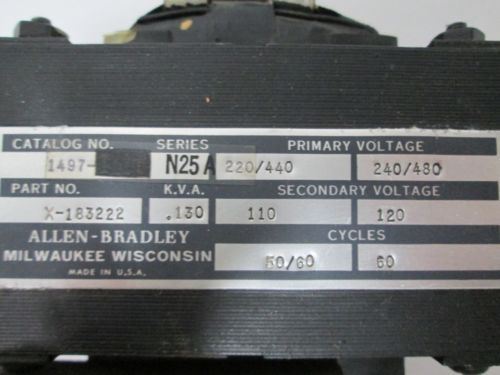 CATALOG NO. SERIES PRIMARY VOLTAGE
1497- N25 A 220/440 240/480
PART NO. K.V.A. SECONDARY VOLTAGE
X-183222 .130 110 120
ALLEN-BRADLEY CYCLES
MILWAUKEE WISCONSIN 50/60 60
MADE IN U.S.A.